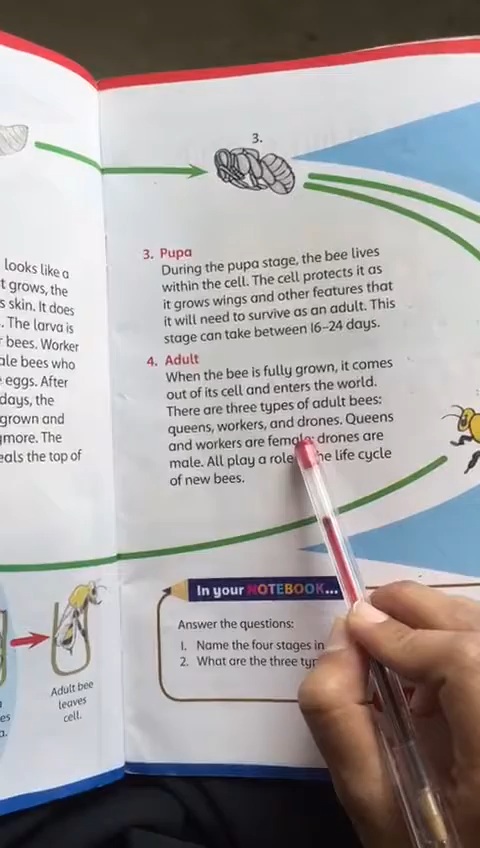 looks like a
t grows, the
s skin. It does
. The larva is
r bees. Worker
ale bees who
eggs. After
days, the
grown and
more. The
eals the top of
3.
3. Pupa
During the pupa stage, the bee lives
within the cell. The cell protects it as
it grows wings and other features that
it will need to survive as an adult. This
stage can take between 16–24 days.
4. Adult
When the bee is fully grown, it comes
out of its cell and enters the world.
There are three types of adult bees:
queens, workers, and drones. Queens
and workers are drones are
male. All play a role life cycle
of new bees.
Adult bee
leaves
cell.
In your NOTEBOOK...
Answer the questions:
1. Name the four stages in
2. What are the three